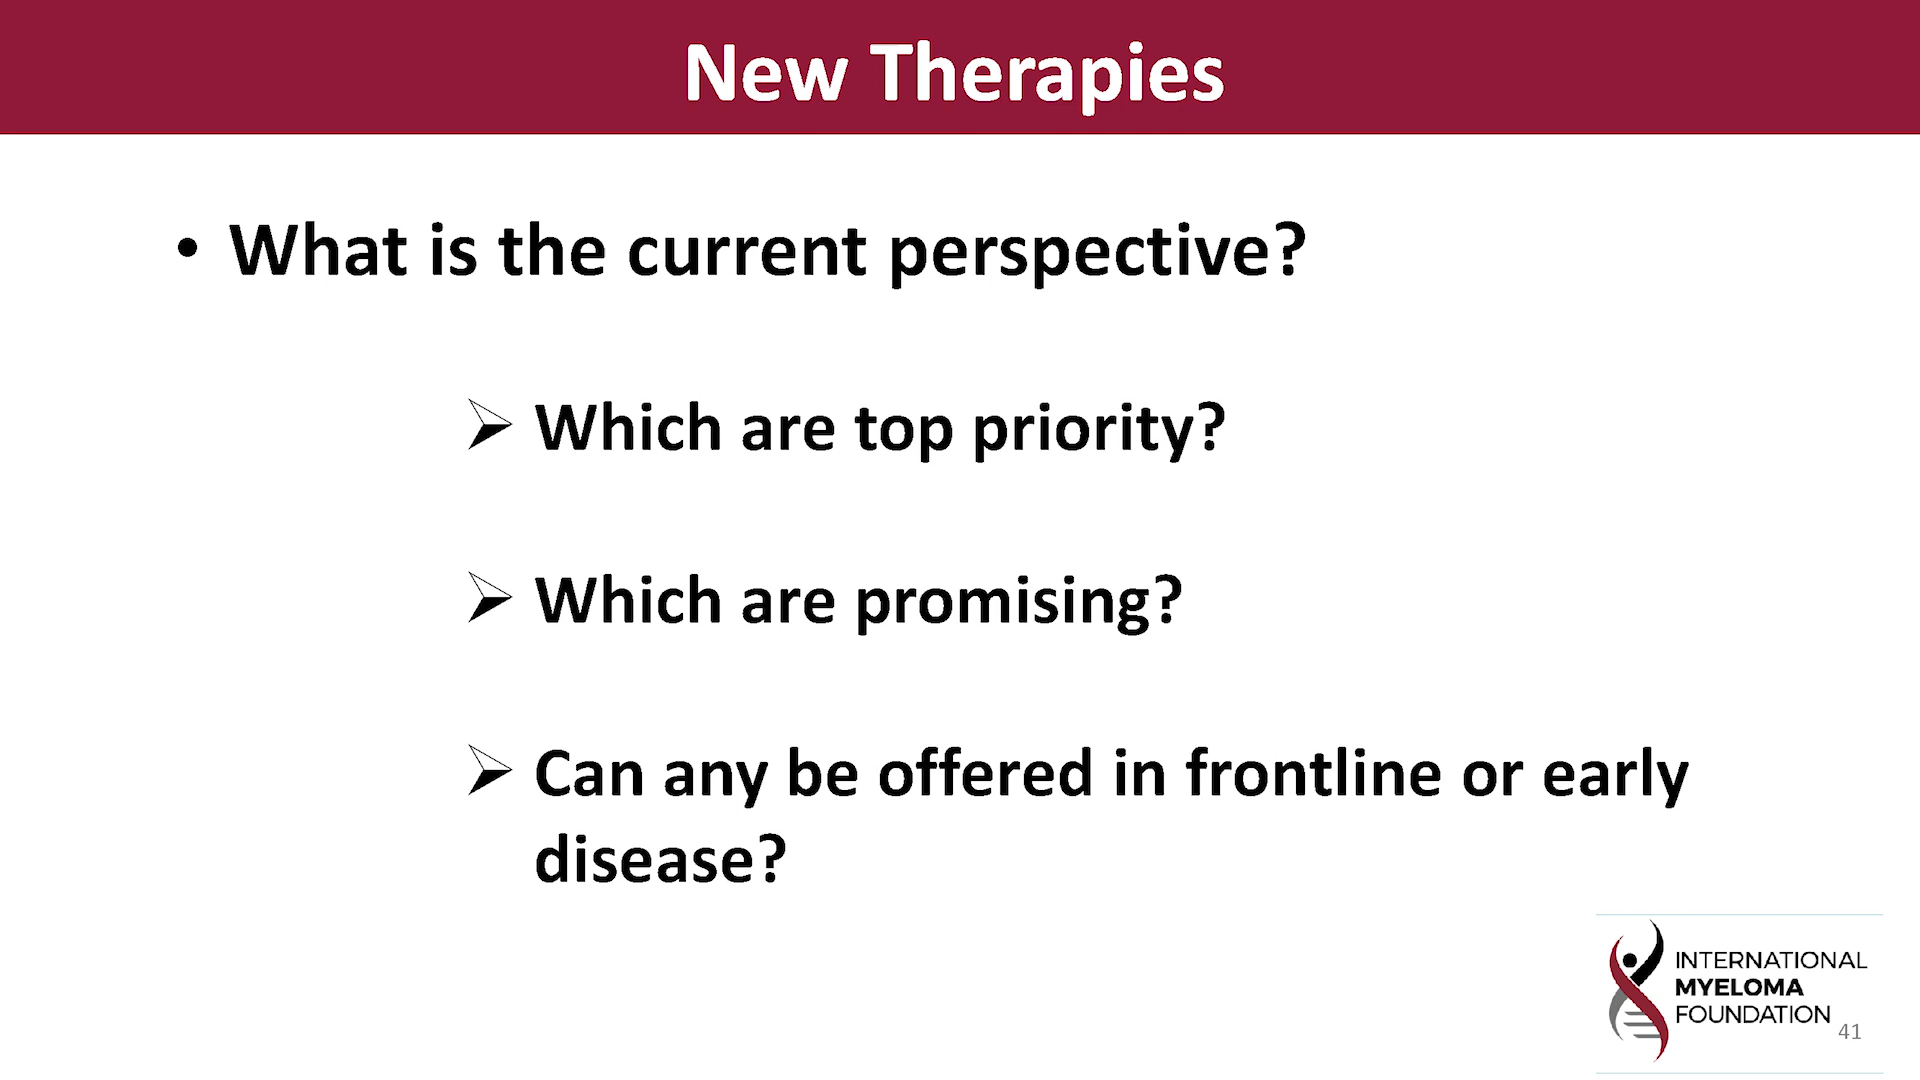 New Therapies
• What is the current perspective?
➢ Which are top priority?
➢ Which are promising?
➢ Can any be offered in frontline or early
disease?
INTERNATIONAL
MYELOMA
FOUNDATION
41